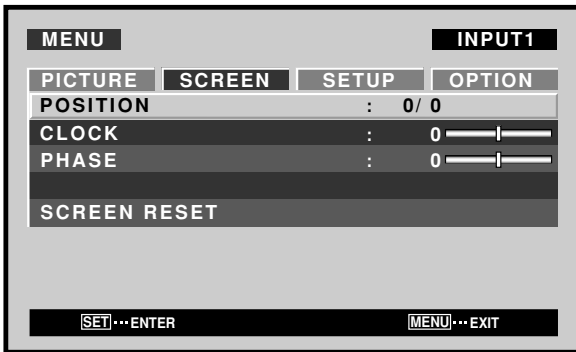 MENU INPUT1
PICTURE SCREEN SETUP OPTION
POSITION : 0/ 0
CLOCK : 0
PHASE : 0
SCREEN RESET
SET···ENTER MENU···EXIT